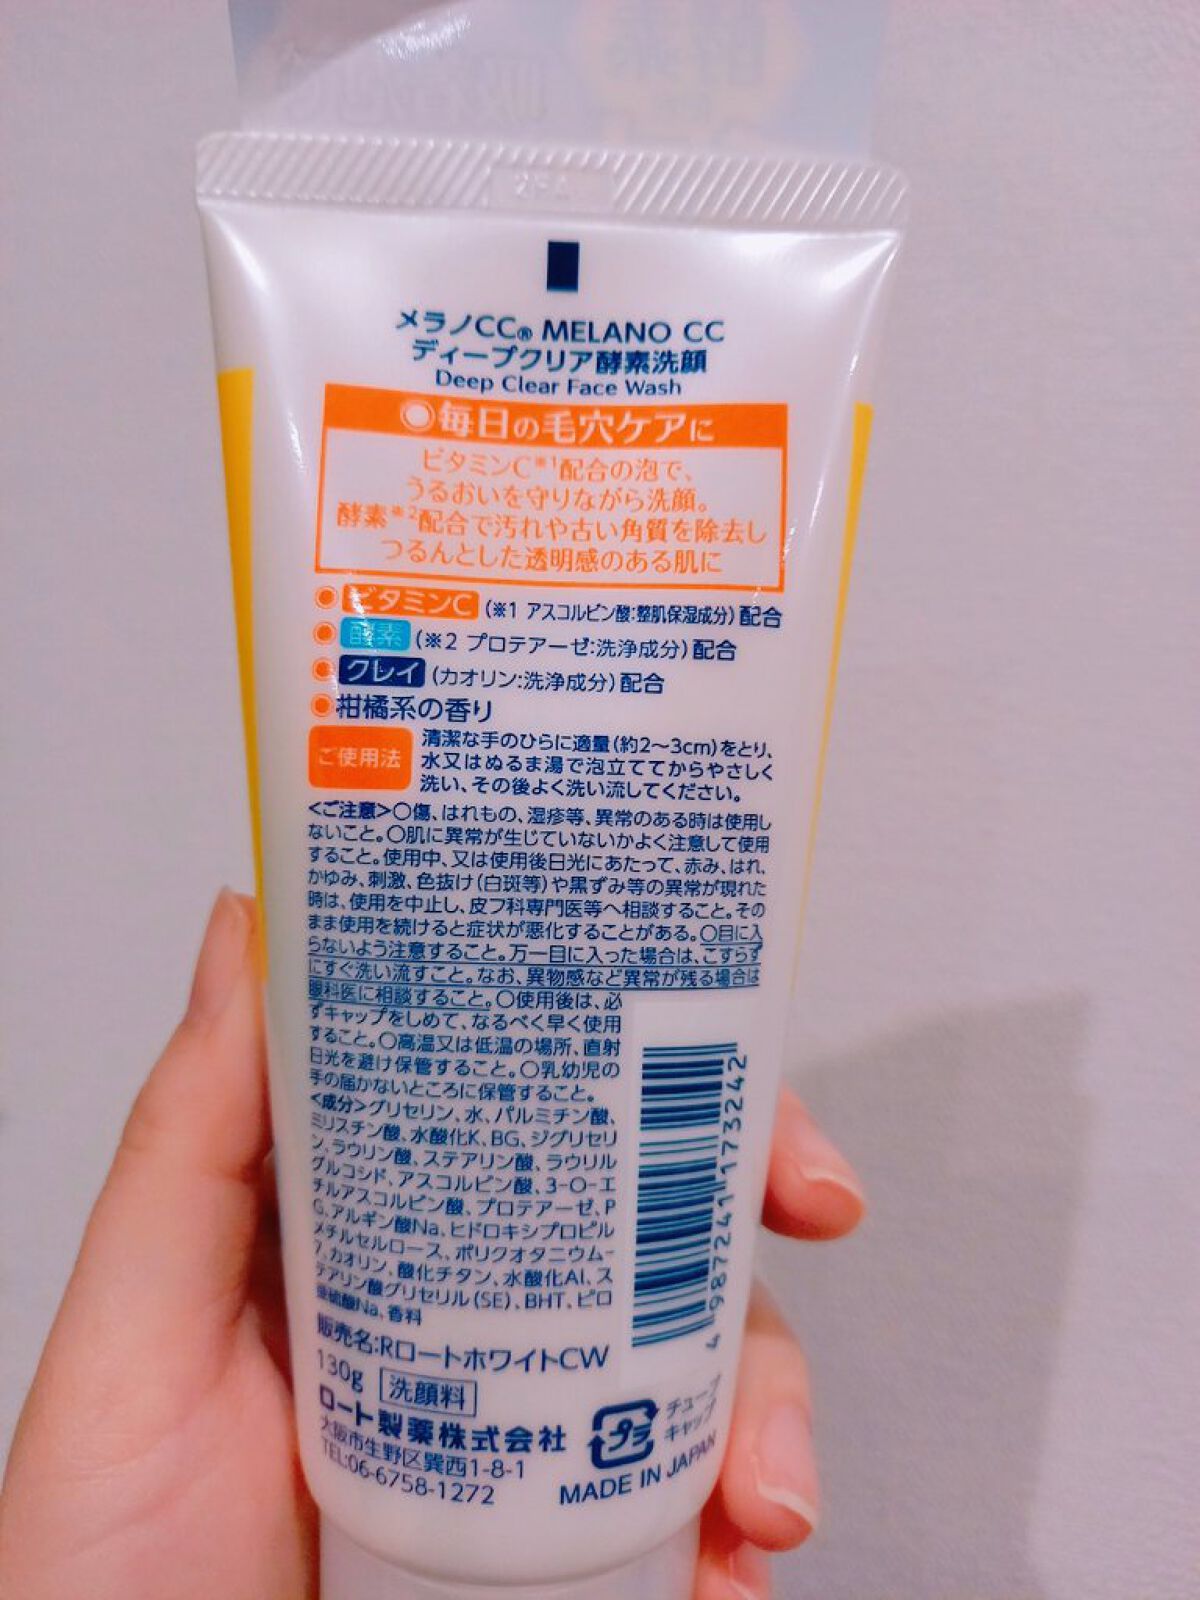 メラノCC® MELANO CC
ディープクリア酵素洗顔
Deep Clear Face Wash
◎毎日の毛穴ケアに
ビタミンC※1配合の泡で、
うるおいを守りながら洗顔。
酵素※2配合で汚れや古い角質を除去し
つるんとした透明感のある肌に
ビタミンC (※1 アスコルビン酸:整肌保湿成分) 配合
酵素 (※2 プロテアーゼ:洗浄成分) 配合
クレイ (カオリン:洗浄成分) 配合
柑橘系の香り
ご使用法
清潔な手のひらに適量(約2〜3cm)をとり、
水又はぬるま湯で泡立ててからやさしく
洗い、その後よく洗い流してください。
<ご注意>○傷、はれもの、湿疹等、異常のある時は使用し
ないこと。○肌に異常が生じていないかよく注意して使用
すること。使用中、又は使用後日光にあたって、赤み、はれ、
かゆみ、刺激、色抜け(白斑等)や黒ずみ等の異常が現れた
時は、使用を中止し、皮フ科専門医等へ相談すること。その
まま使用を続けると症状が悪化することがある。○目に入
らないよう注意すること。万一目に入った場合は、こすらず
にすぐ洗い流すこと。なお、異物感など異常が残る場合は
眼科医に相談すること。○使用後は、必
ずキャップをしめて、なるべく早く使用
すること。○高温又は低温の場所、直射
日光を避け保管すること。○乳幼児の
手の届かないところに保管すること。
<成分>グリセリン、水、パルミチン酸、
ミリスチン酸、水酸化K、BG、ジグリセリ
ン、ラウリン酸、ステアリン酸、ラウリル
グルコシド、アスコルビン酸、3-O-エ
チルアスコルビン酸、プロテアーゼ、P
G、アルギン酸Na、ヒドロキシプロピル
メチルセルロース、ポリクオタニウム-
7、カオリン、酸化チタン、水酸化Al、ス
テアリン酸グリセリル(SE)、BHT、ピロ
亜硫酸Na、香料
4 987241 173242
販売名:RロートホワイトCW
130g 洗顔料
ロート製薬株式会社
大阪市生野区巽西1-8-1
TEL:06-6758-1272
プラ
チューブ
キャップ
MADE IN JAPAN